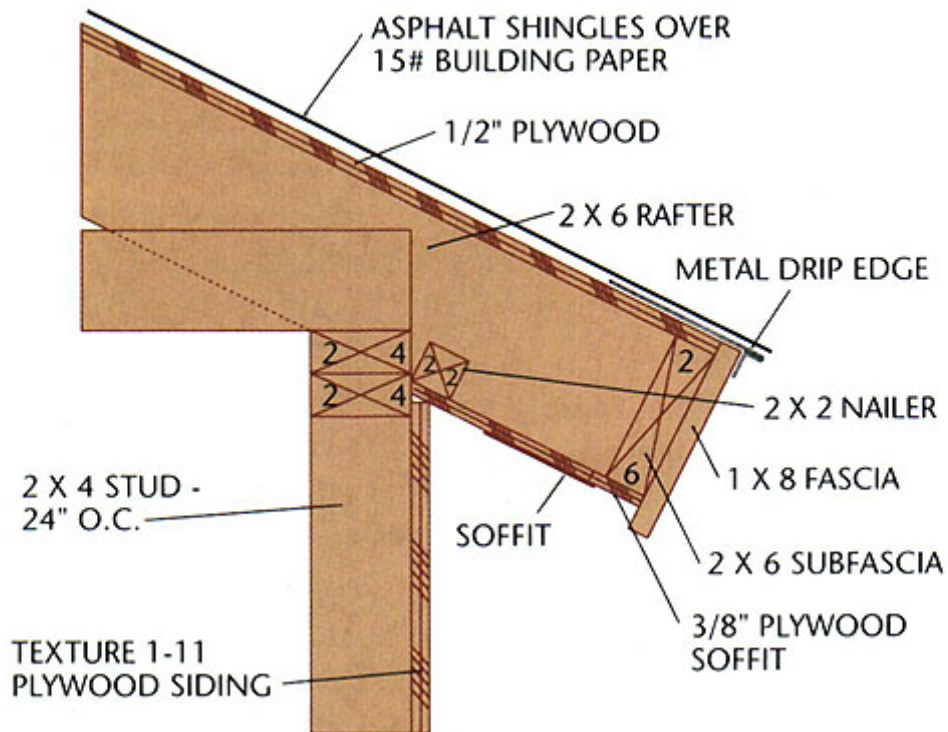 ASPHALT SHINGLES OVER
15# BUILDING PAPER
1/2" PLYWOOD
2 X 6 RAFTER
METAL DRIP EDGE
2 4
2 4
2
2
2
6
2 X 2 NAILER
1 X 8 FASCIA
2 X 4 STUD -
24" O.C.
SOFFIT
2 X 6 SUBFASCIA
3/8" PLYWOOD
SOFFIT
TEXTURE 1-11
PLYWOOD SIDING